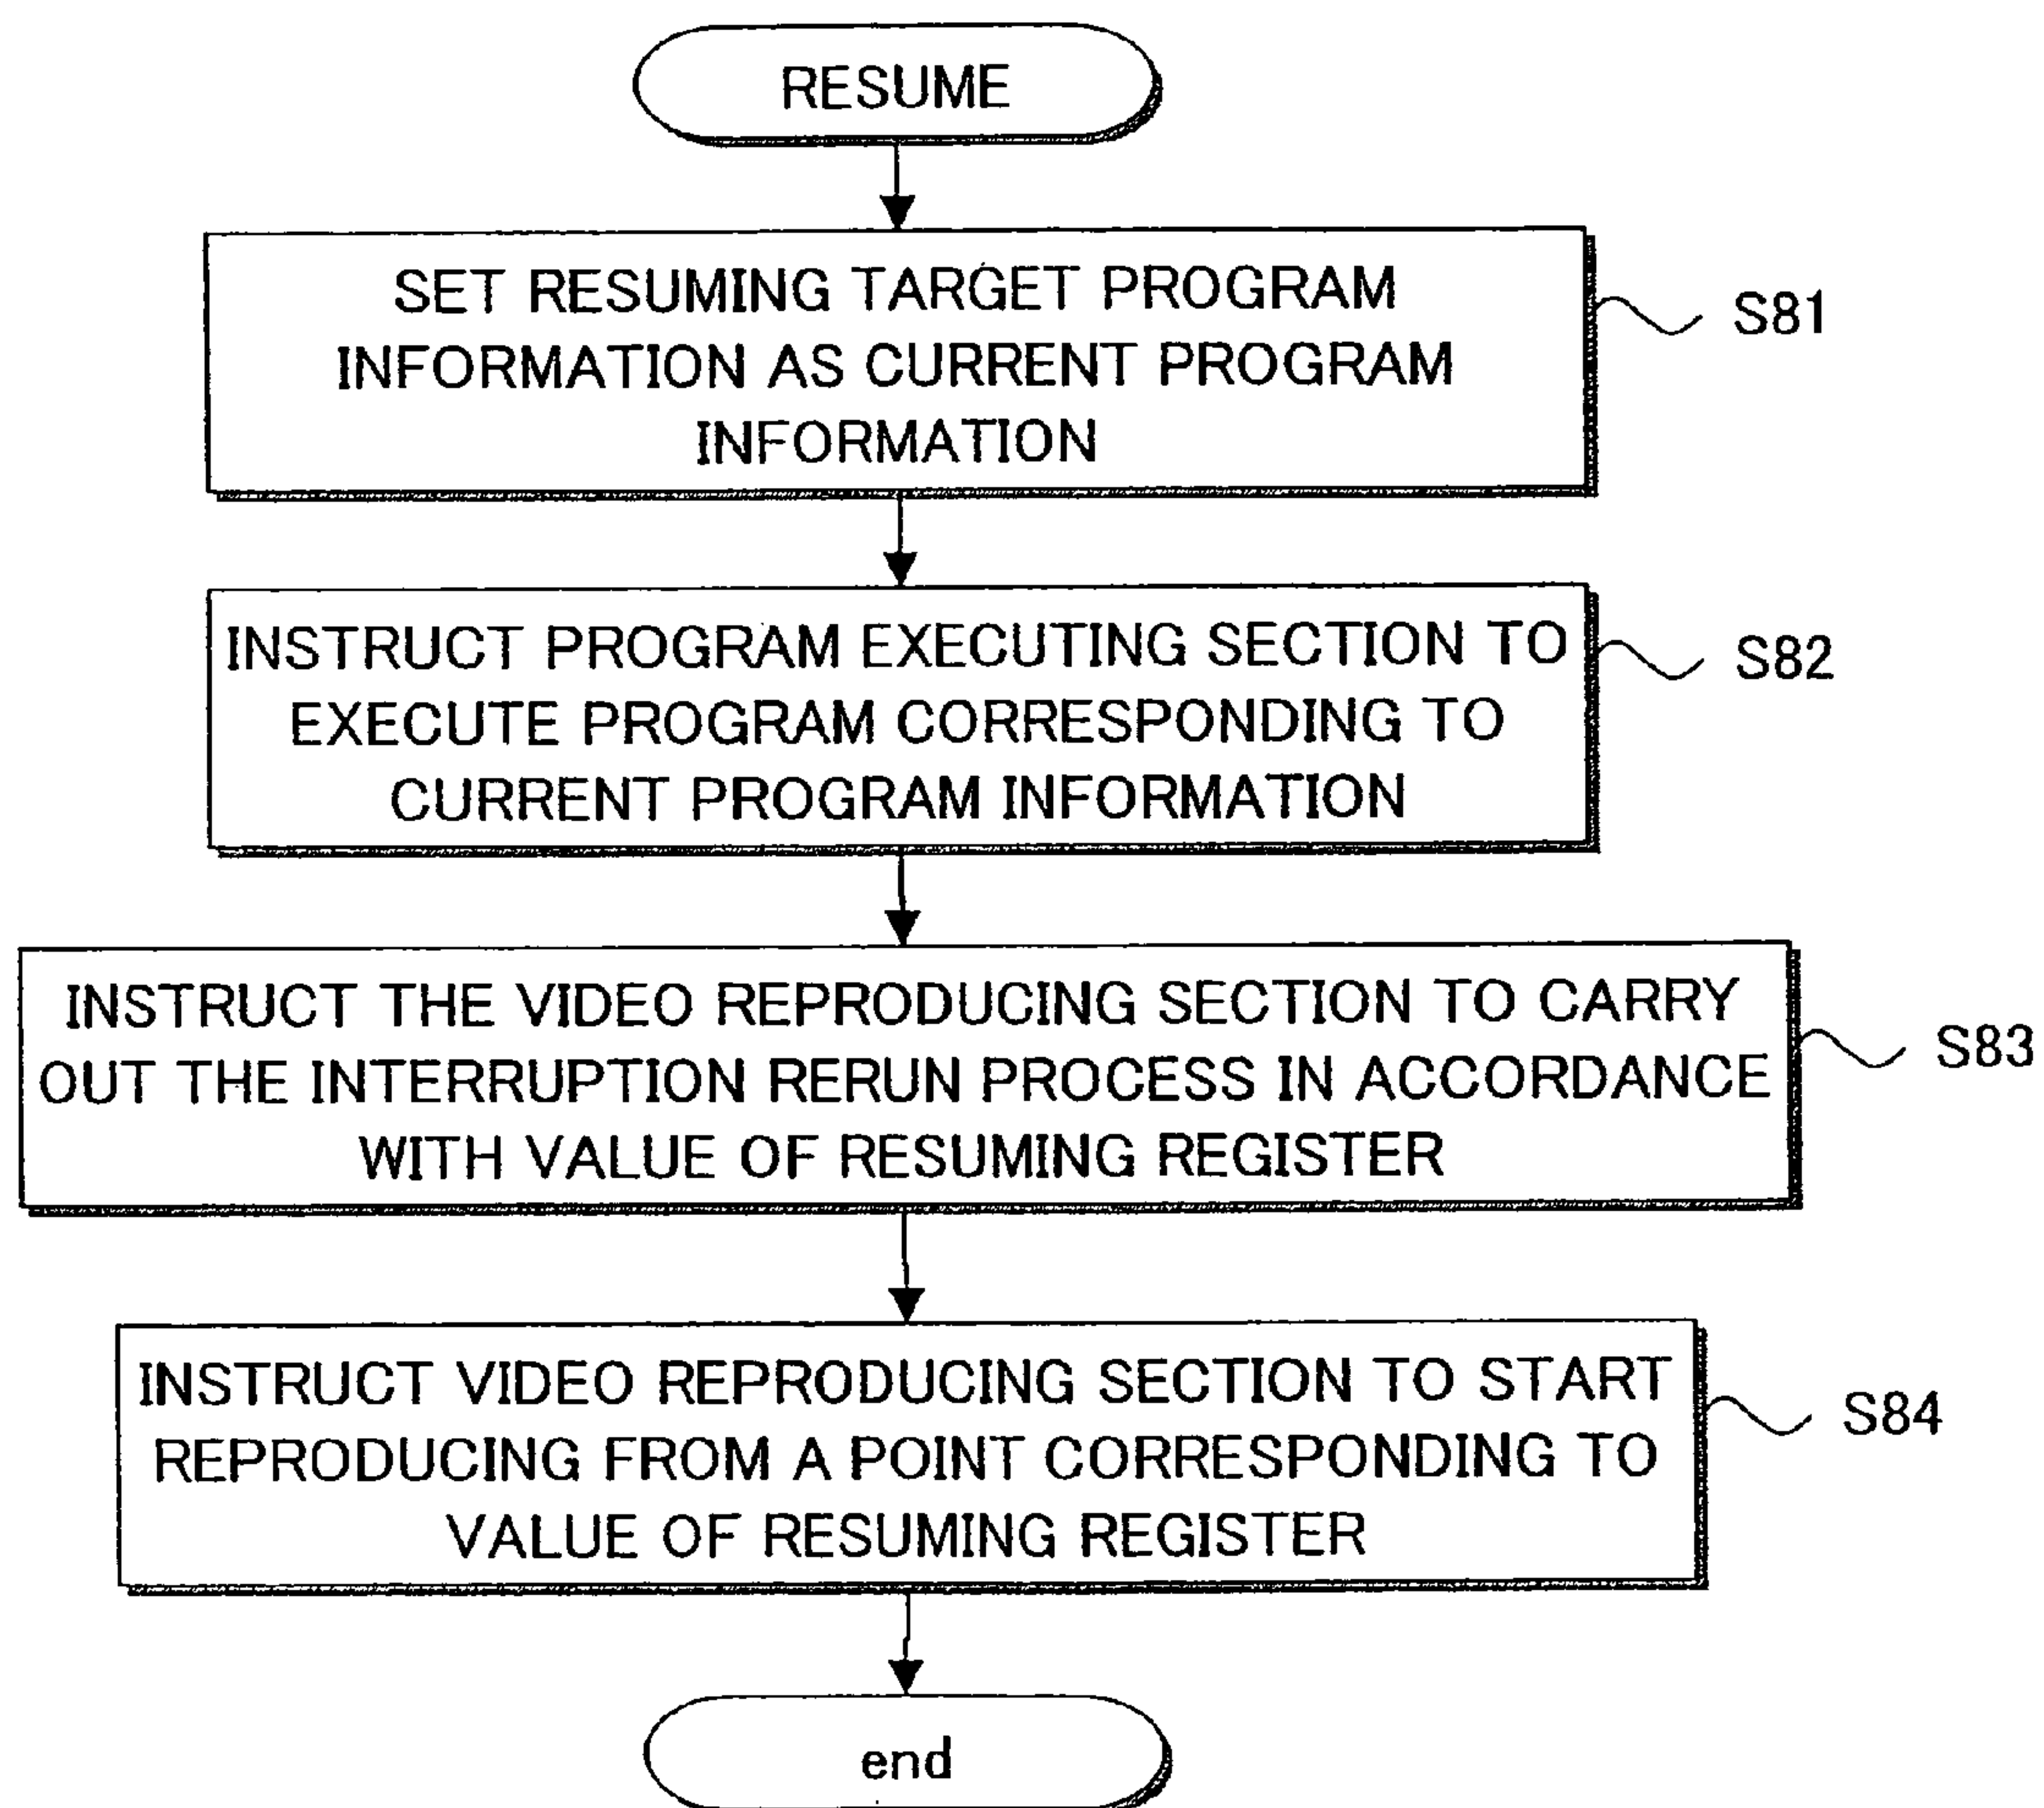 RESUME
SET RESUMING TARGET PROGRAM
INFORMATION AS CURRENT PROGRAM
INFORMATION
S81
INSTRUCT PROGRAM EXECUTING SECTION TO
EXECUTE PROGRAM CORRESPONDING TO
CURRENT PROGRAM INFORMATION
S82
INSTRUCT THE VIDEO REPRODUCING SECTION TO CARRY
OUT THE INTERRUPTION RERUN PROCESS IN ACCORDANCE
WITH VALUE OF RESUMING REGISTER
S83
INSTRUCT VIDEO REPRODUCING SECTION TO START
REPRODUCING FROM A POINT CORRESPONDING TO
VALUE OF RESUMING REGISTER
S84
end